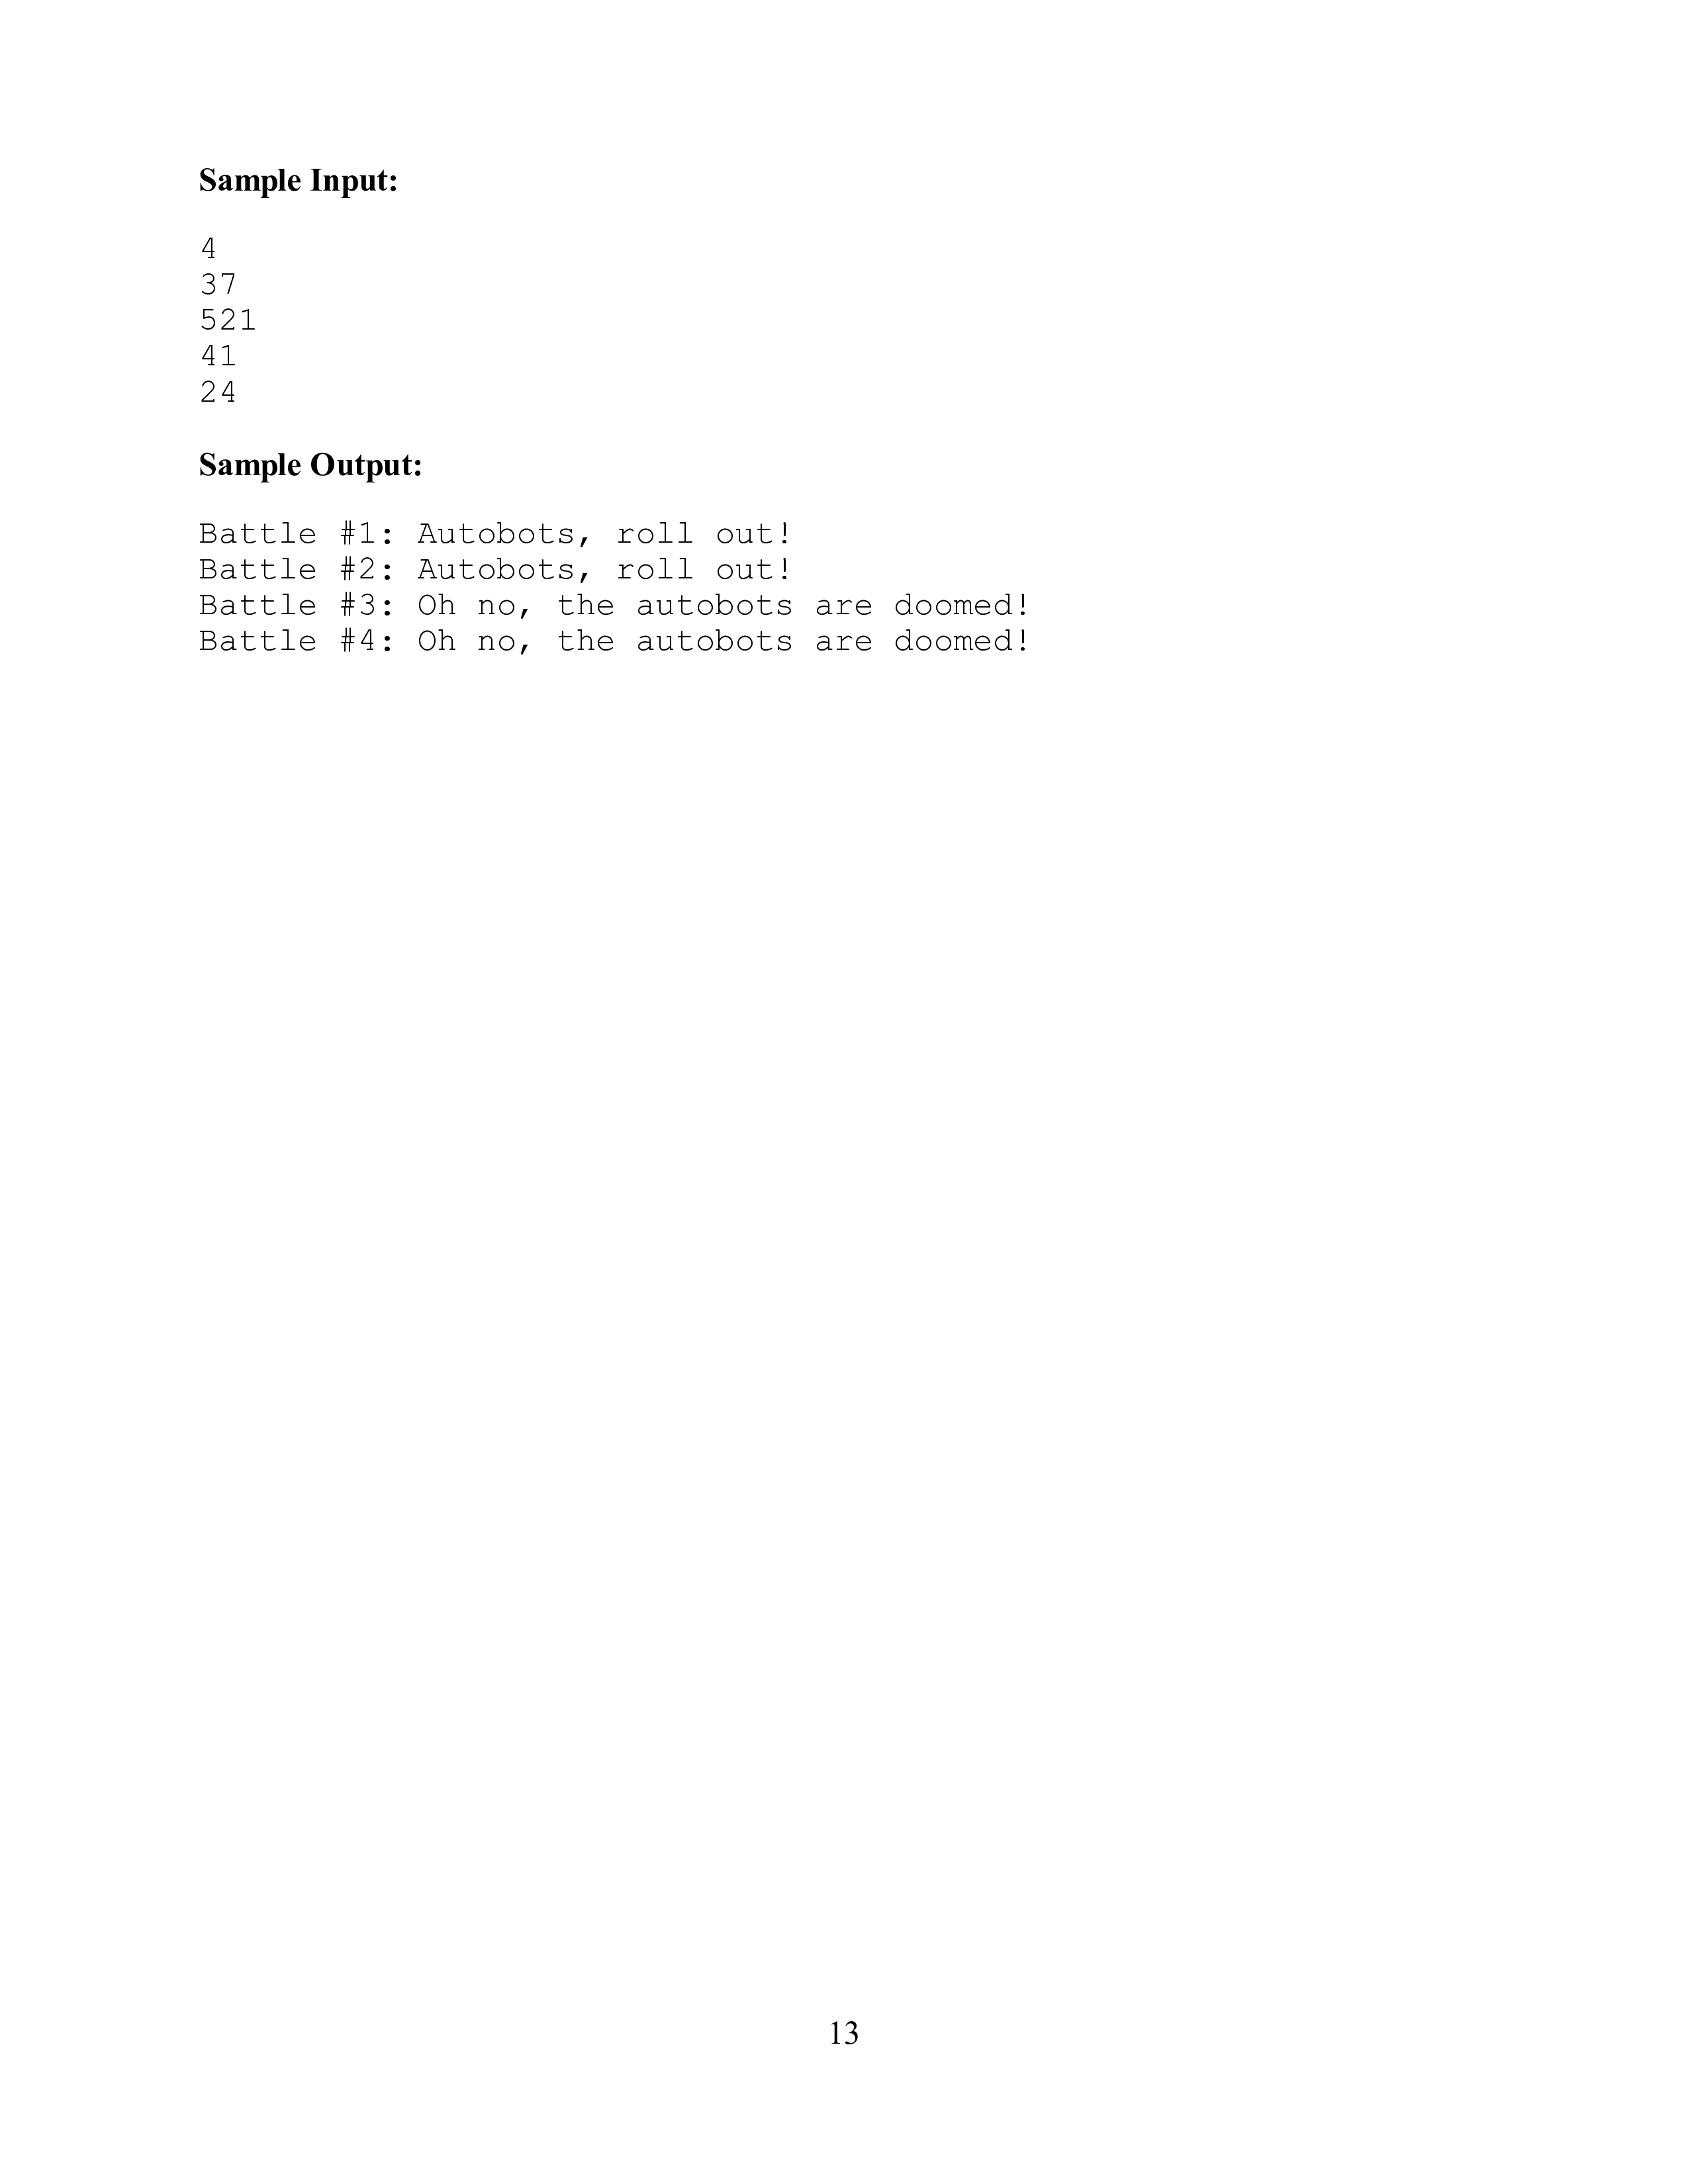 Sample Input:
4
37
521
41
24
Sample Output:
Battle #1: Autobots, roll out!
Battle #2: Autobots, roll out!
Battle #3: Oh no, the autobots are doomed!
Battle #4: Oh no, the autobots are doomed!
13